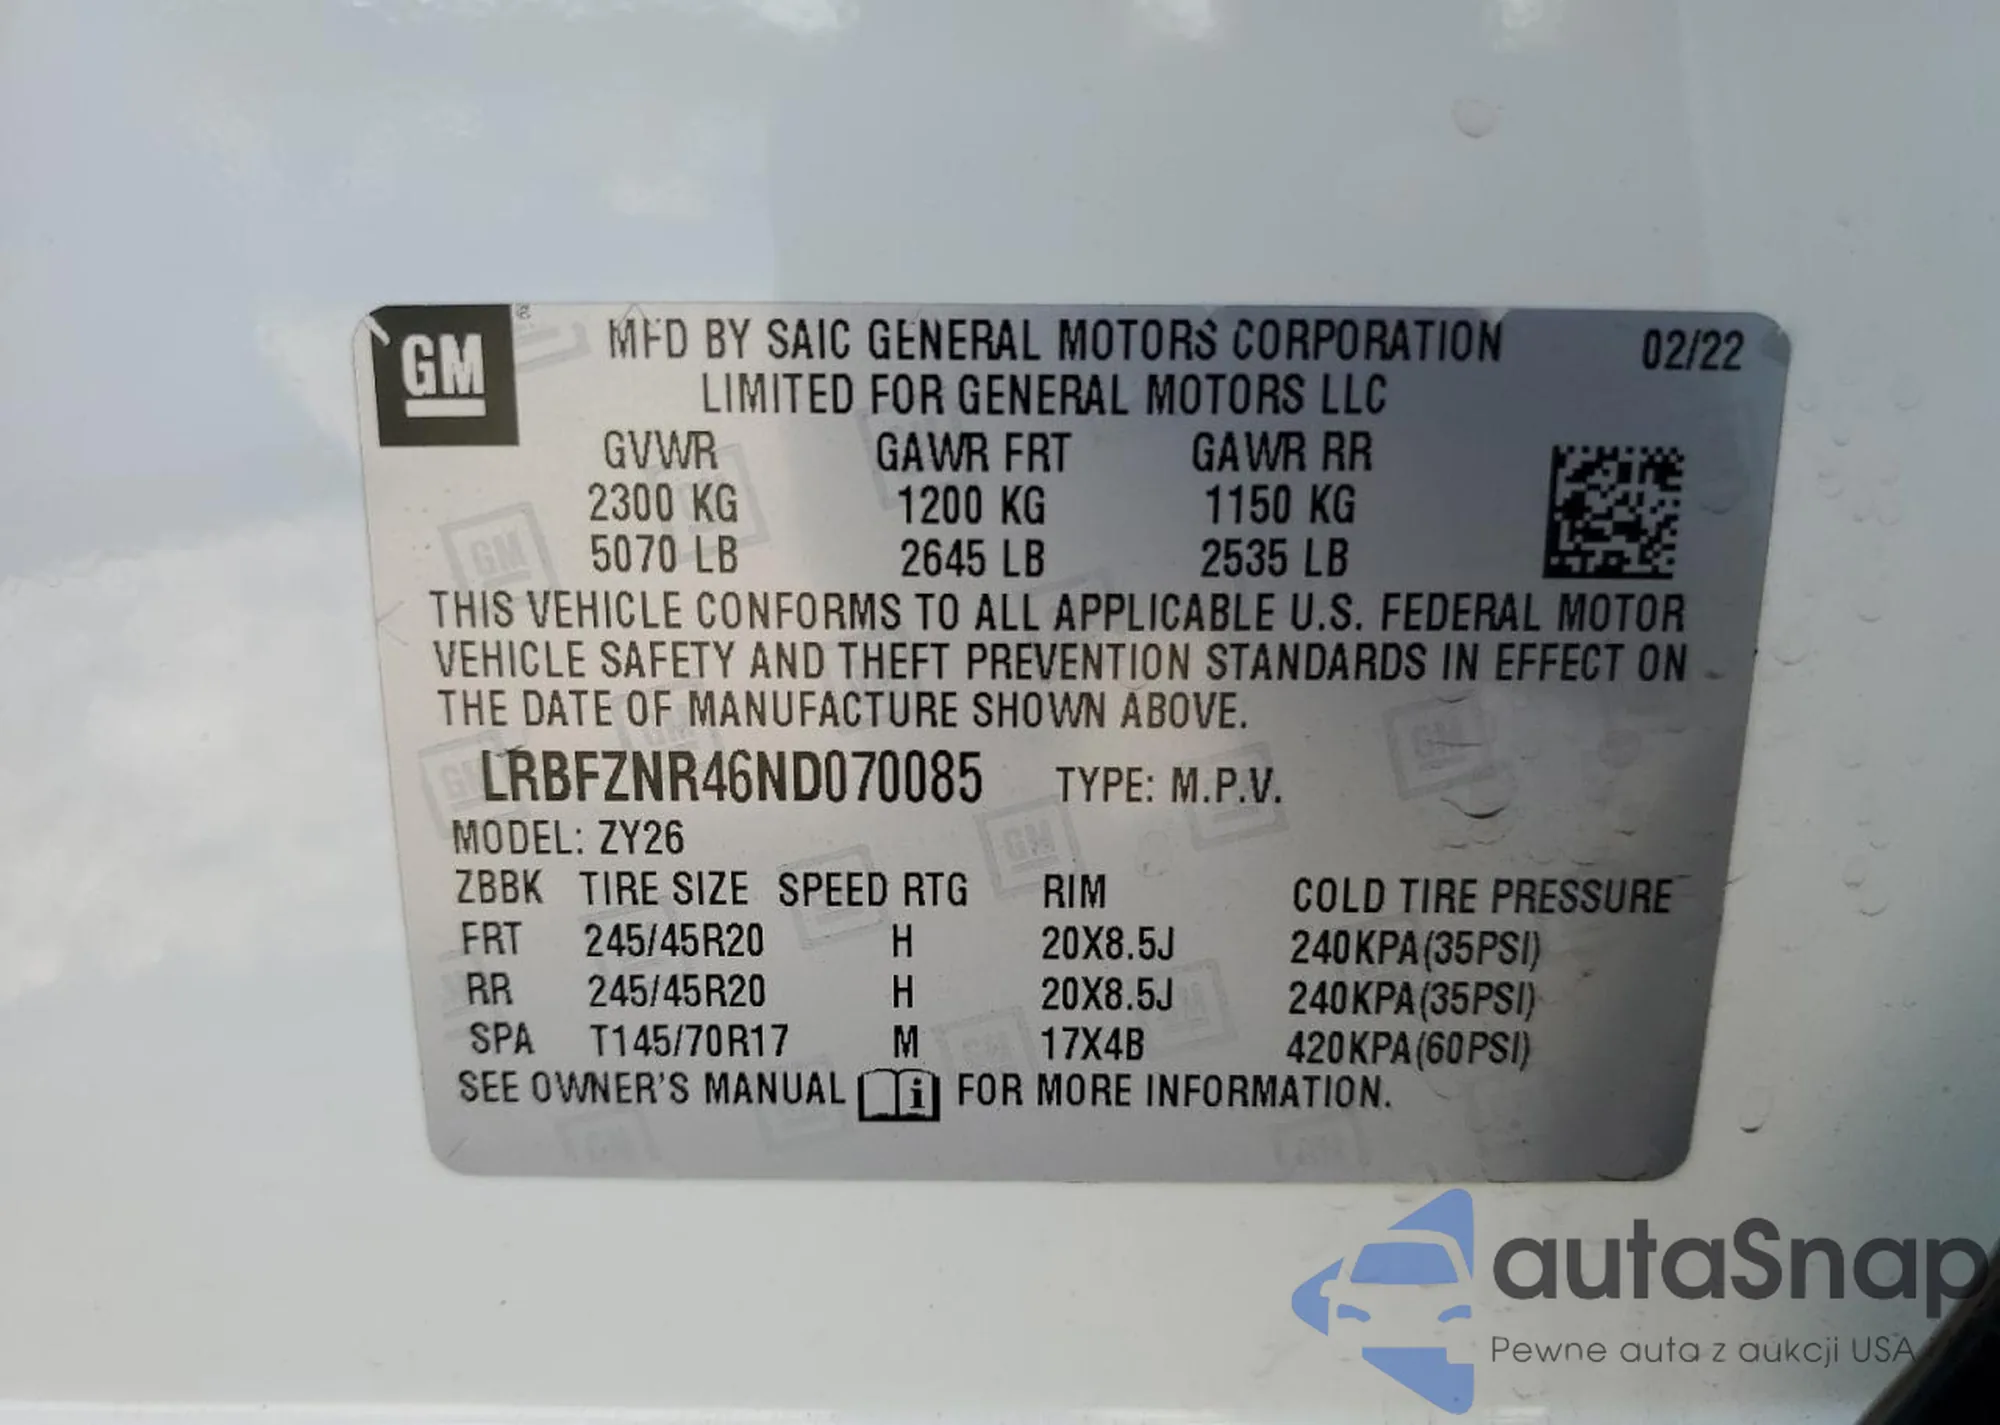 GM
MFD BY SAIC GENERAL MOTORS CORPORATION 02/22
LIMITED FOR GENERAL MOTORS LLC
GVWR GAWR FRT GAWR RR
2300 KG 1200 KG 1150 KG
5070 LB 2645 LB 2535 LB
THIS VEHICLE CONFORMS TO ALL APPLICABLE U.S. FEDERAL MOTOR
VEHICLE SAFETY AND THEFT PREVENTION STANDARDS IN EFFECT ON
THE DATE OF MANUFACTURE SHOWN ABOVE.
LRBFZNR46ND070085 TYPE: M.P.V.
MODEL: ZY26
ZBBK TIRE SIZE SPEED RTG RIM COLD TIRE PRESSURE
FRT 245/45R20 H 20X8.5J 240KPA(35PSI)
RR 245/45R20 H 20X8.5J 240KPA(35PSI)
SPA T145/70R17 M 17X4B 420KPA(60PSI)
SEE OWNER'S MANUAL i FOR MORE INFORMATION.
autaSnap
Pewne auta z aukcji USA